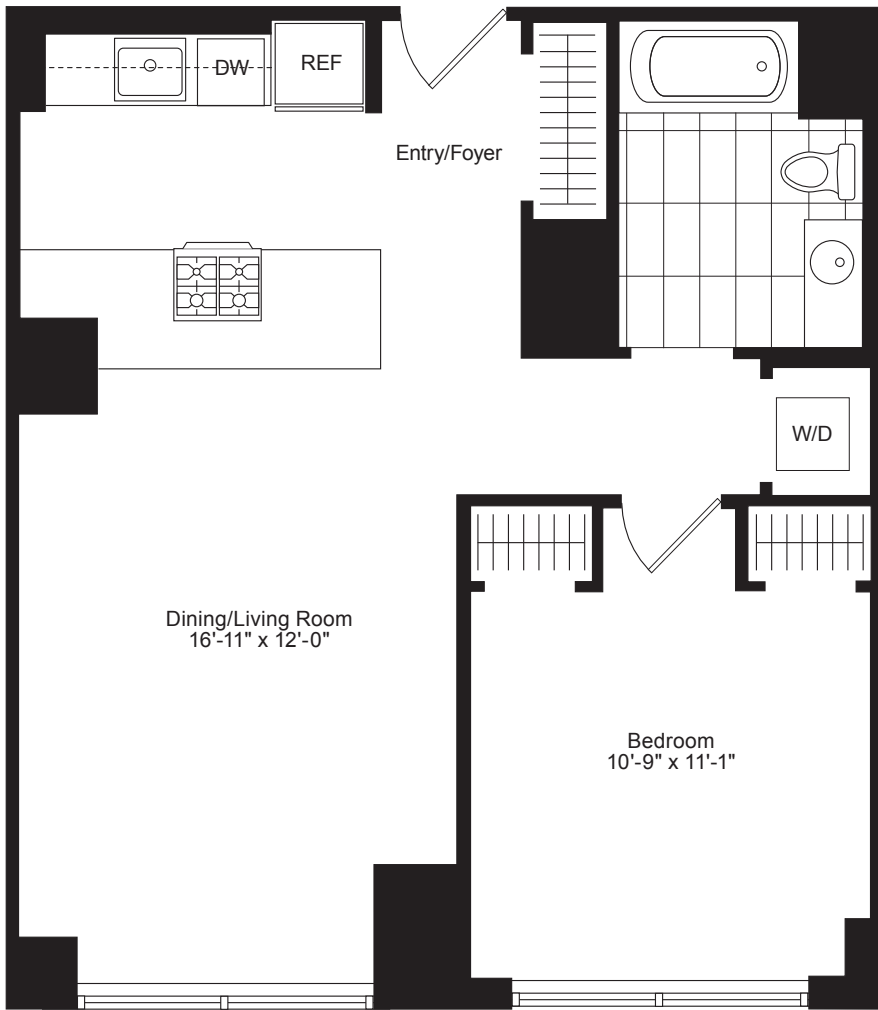 DW
REF
Entry/Foyer
W/D
Dining/Living Room
16'-11" x 12'-0"
Bedroom
10'-9" x 11'-1"